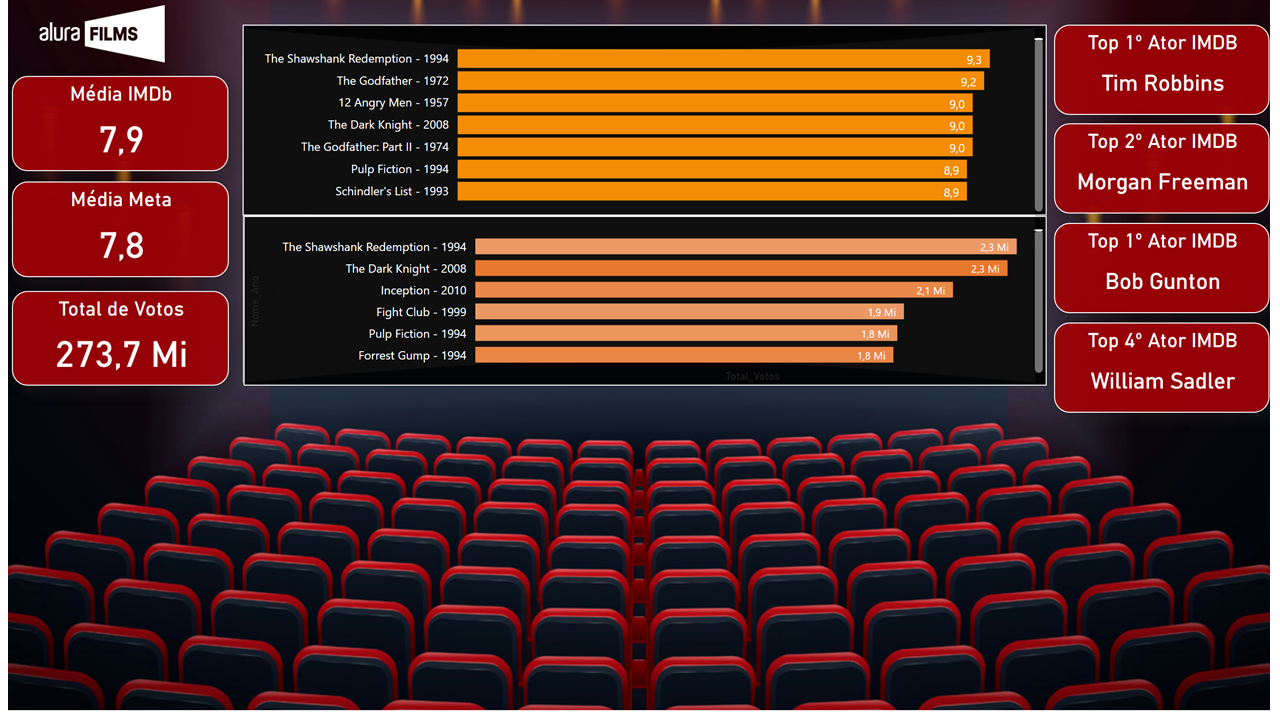 alura FILMS
Média IMDb
7,9
Média Meta
7,8
Total de Votos
273,7 Mi
The Shawshank Redemption - 1994 9,3
The Godfather - 1972 9,2
12 Angry Men - 1957 9,0
The Dark Knight - 2008 9,0
The Godfather: Part II - 1974 9,0
Pulp Fiction - 1994 8,9
Schindler's List - 1993 8,9
Nome_Ano
The Shawshank Redemption - 1994 2,3 Mi
The Dark Knight - 2008 2,3 Mi
Inception - 2010 2,1 Mi
Fight Club - 1999 1,9 Mi
Pulp Fiction - 1994 1,8 Mi
Forrest Gump - 1994 1,8 Mi
Total_Votos
Top 1º Ator IMDB
Tim Robbins
Top 2º Ator IMDB
Morgan Freeman
Top 1º Ator IMDB
Bob Gunton
Top 4º Ator IMDB
William Sadler